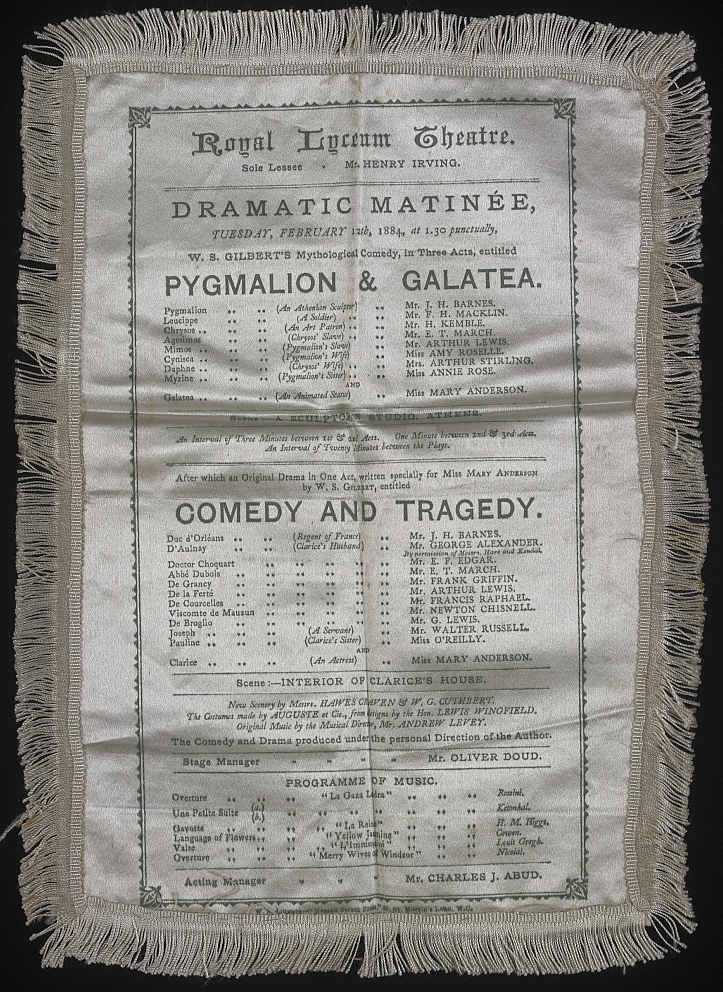 Royal Lyceum Theatre.
Sole Lessee . Mr. HENRY IRVING.
DRAMATIC MATINÉE,
TUESDAY, FEBRUARY 12th, 1884, at 1.30 punctually,
W. S. GILBERT'S Mythological Comedy, in Three Acts, entitled
PYGMALION & GALATEA.
Pygmalion (An Athenian Sculptor) Mr. J. H. BARNES.
Leucippe (A Soldier) Mr. F. H. MACKLIN.
Chrysos (An Art Patron) Mr. H. KEMBLE.
Agesimos (Chrysos' Slave) Mr. E. T. MARCH.
Mimos (Pygmalion's Slave) Mr. ARTHUR LEWIS.
Cynisca (Pygmalion's Wife) Miss AMY ROSELLE.
Daphne (Chrysos' Wife) Mrs. ARTHUR STIRLING.
Myrine (Pygmalion's Sister) Miss ANNIE ROSE.
AND
Galatea (An Animated Statue) Miss MARY ANDERSON.
Scene:—A SCULPTOR'S STUDIO, ATHENS.
An Interval of Three Minutes between 1st & 2nd Acts. One Minute between 2nd & 3rd Acts.
An Interval of Twenty Minutes between the Plays.
After which an Original Drama in One Act, written specially for Miss MARY ANDERSON
by W. S. GILBERT, entitled
COMEDY AND TRAGEDY.
Duc d'Orléans (Regent of France) Mr. J. H. BARNES.
D'Aulnay (Clarice's Husband) Mr. GEORGE ALEXANDER.
By permission of Messrs. Hare and Kendal.
Doctor Choquart Mr. E. F. EDGAR.
Abbé Dubois Mr. E. T. MARCH.
De Grancy Mr. FRANK GRIFFIN.
De la Ferté Mr. ARTHUR LEWIS.
De Courcelles Mr. FRANCIS RAPHAEL.
Viscomte de Mauzun Mr. NEWTON CHISNELL.
De Broglio Mr. G. LEWIS.
Joseph (A Servant) Mr. WALTER RUSSELL.
Pauline (Clarice's Sister) Miss O'REILLY.
AND
Clarice (An Actress) Miss MARY ANDERSON.
Scene:—INTERIOR OF CLARICE'S HOUSE.
New Scenery by Messrs. HAWES CRAVEN & W. G. CUTHBERT.
The Costumes made by AUGUSTE et Cie., from designs by the Hon. LEWIS WINGFIELD.
Original Music by the Musical Director, Mr. ANDREW LEVEY.
The Comedy and Drama produced under the personal Direction of the Author.
Stage Manager " " " " Mr. OLIVER DOUD.
PROGRAMME OF MUSIC.
Overture "La Gaza Ladra" Rossini.
Une Petite Suite (a.) (b.)
Gavotte "La Reine" H. M. Higgs.
Language of Flowers "Yellow Jasmine" Cowen.
Valse Louis Gregh.
Overture "Merry Wives of Windsor" Nicolai.
Acting Manager " " Mr. CHARLES J. ABUD.